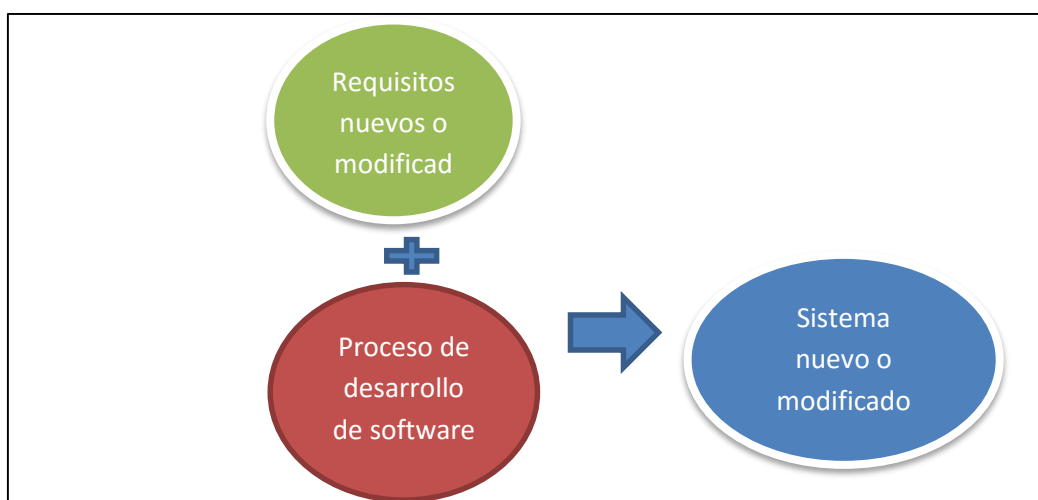 Requisitos
nuevos o
modificad
Proceso de
desarrollo
de software
Sistema
nuevo o
modificado